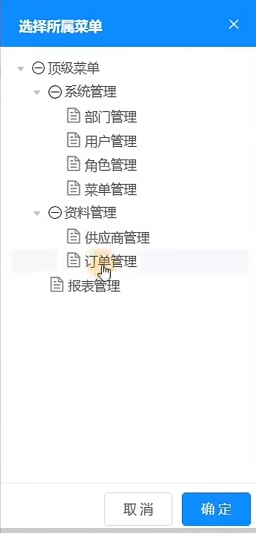 选择所属菜单
顶级菜单
系统管理
部门管理
用户管理
角色管理
菜单管理
资料管理
供应商管理
订单管理
报表管理
取消 确定